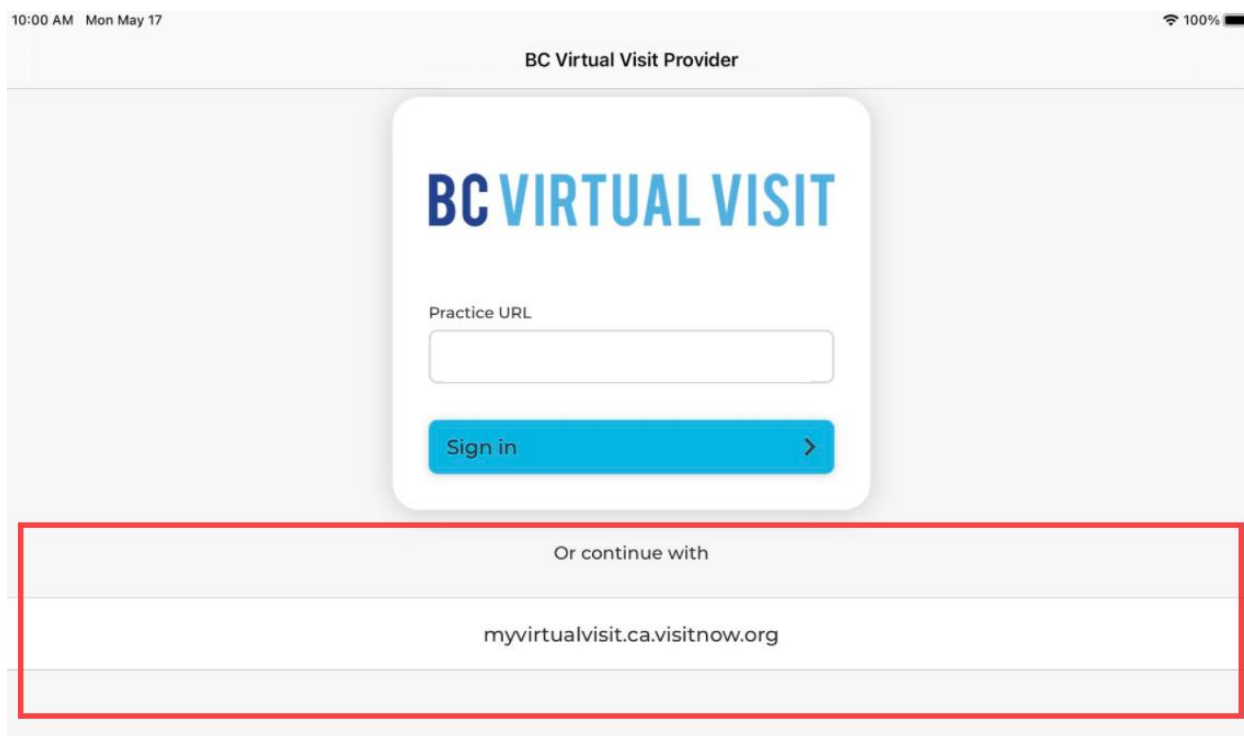 10:00 AM Mon May 17
100%
BC Virtual Visit Provider
BC VIRTUAL VISIT
Practice URL
Sign in
Or continue with
myvirtualvisit.ca.visitnow.org